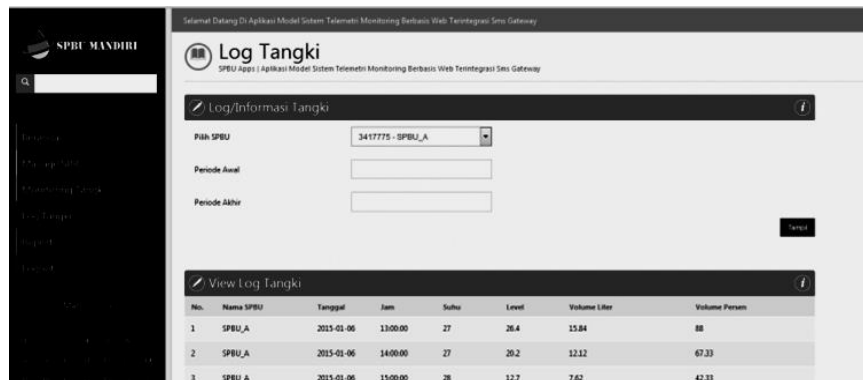 Selamat Datang Di Aplikasi Model Sistem Telemetri Monitoring Berbasis Web Terintegrasi Sms Gateway
SPBU MANDIRI
Log Tangki
SPBU Apps | Aplikasi Model Sistem Telemetri Monitoring Berbasis Web Terintegrasi Sms Gateway
Log/Informasi Tangki
Pilih SPBU 3417775 - SPBU_A
Periode Awal
Periode Akhir
Tampil
View Log Tangki
No. Nama SPBU Tanggal Jam Suhu Level Volume Liter Volume Persen
1 SPBU_A 2015-01-06 13:00:00 27 26.4 15.84 88
2 SPBU_A 2015-01-06 14:00:00 27 20.2 12.12 67.33
3 SPBU_A 2015-01-06 15:00:00 28 12.7 7.62 42.33